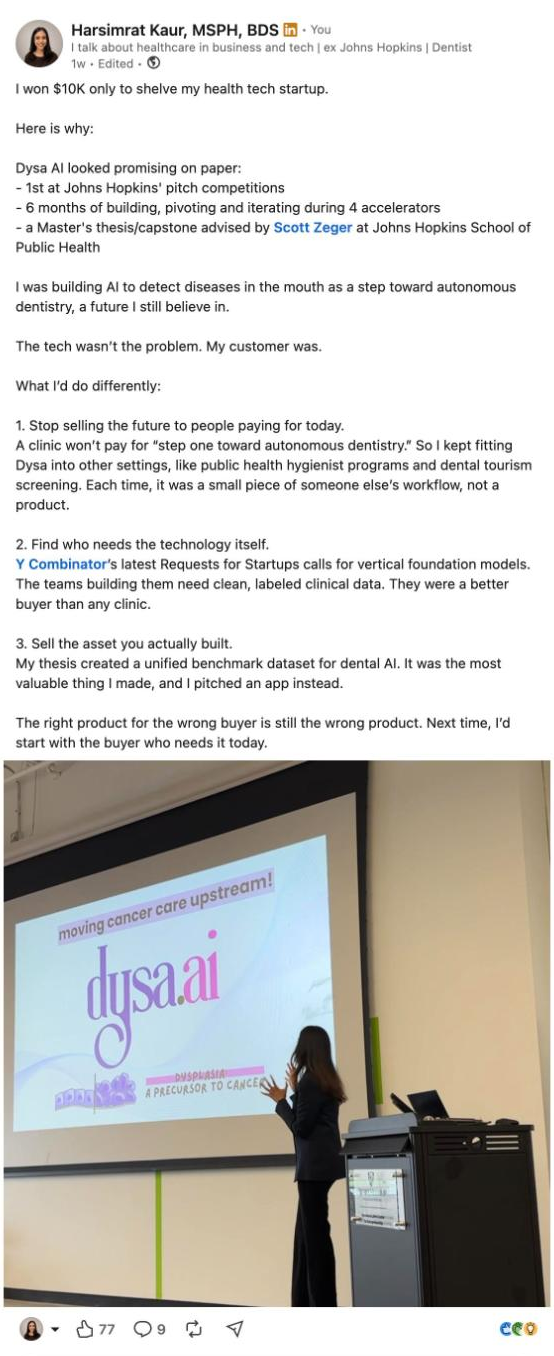 Harsimrat Kaur, MSPH, BDS in · You
I talk about healthcare in business and tech | ex Johns Hopkins | Dentist
1w · Edited ·
I won $10K only to shelve my health tech startup.
Here is why:
Dysa AI looked promising on paper:
- 1st at Johns Hopkins' pitch competitions
- 6 months of building, pivoting and iterating during 4 accelerators
- a Master's thesis/capstone advised by Scott Zeger at Johns Hopkins School of
Public Health
I was building AI to detect diseases in the mouth as a step toward autonomous
dentistry, a future I still believe in.
The tech wasn't the problem. My customer was.
What I'd do differently:
1. Stop selling the future to people paying for today.
A clinic won't pay for “step one toward autonomous dentistry.” So I kept fitting
Dysa into other settings, like public health hygienist programs and dental tourism
screening. Each time, it was a small piece of someone else's workflow, not a
product.
2. Find who needs the technology itself.
Y Combinator's latest Requests for Startups calls for vertical foundation models.
The teams building them need clean, labeled clinical data. They were a better
buyer than any clinic.
3. Sell the asset you actually built.
My thesis created a unified benchmark dataset for dental AI. It was the most
valuable thing I made, and I pitched an app instead.
The right product for the wrong buyer is still the wrong product. Next time, I'd
start with the buyer who needs it today.
moving cancer care upstream!
dysa.ai
DYSPLASIA
A PRECURSOR TO CANCER
77 9